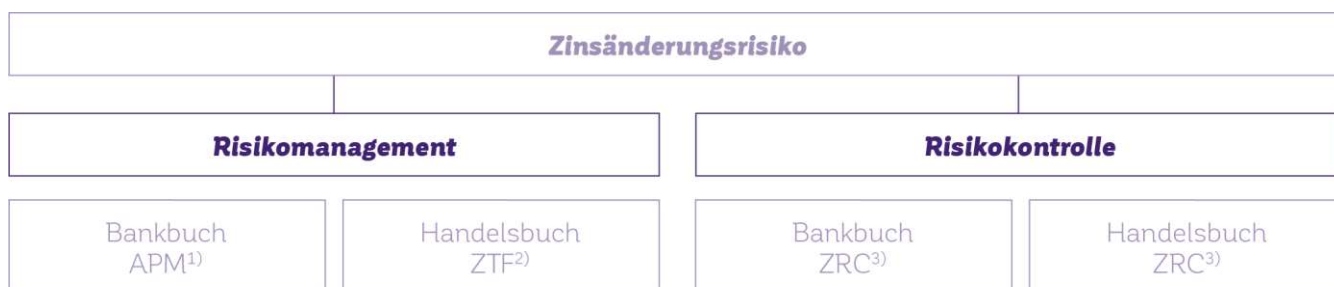 Zinsänderungsrisiko
Risikomanagement
Risikokontrolle
Bankbuch
APM¹⁾
Handelsbuch
ZTF²⁾
Bankbuch
ZRC³⁾
Handelsbuch
ZRC³⁾